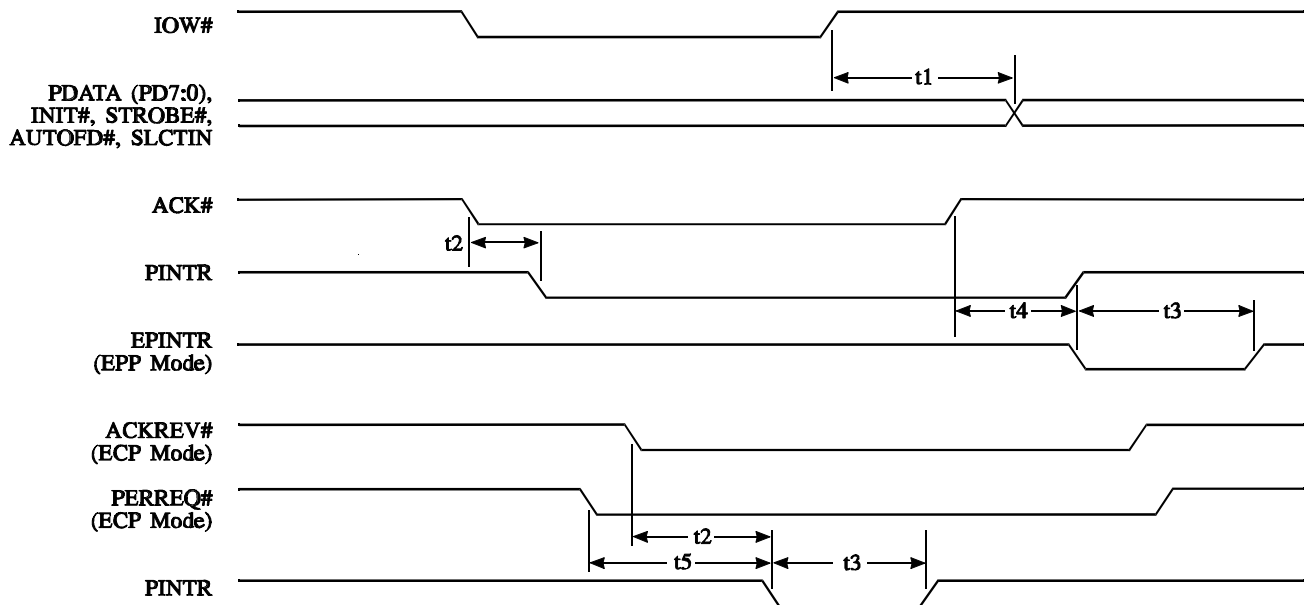 IOW#
t1
PDATA (PD7:0),
INIT#, STROBE#,
AUTOFD#, SLCTIN
ACK#
t2
PINTR
t4
t3
EPINTR
(EPP Mode)
ACKREV#
(ECP Mode)
PERREQ#
(ECP Mode)
t2
t5
t3
PINTR